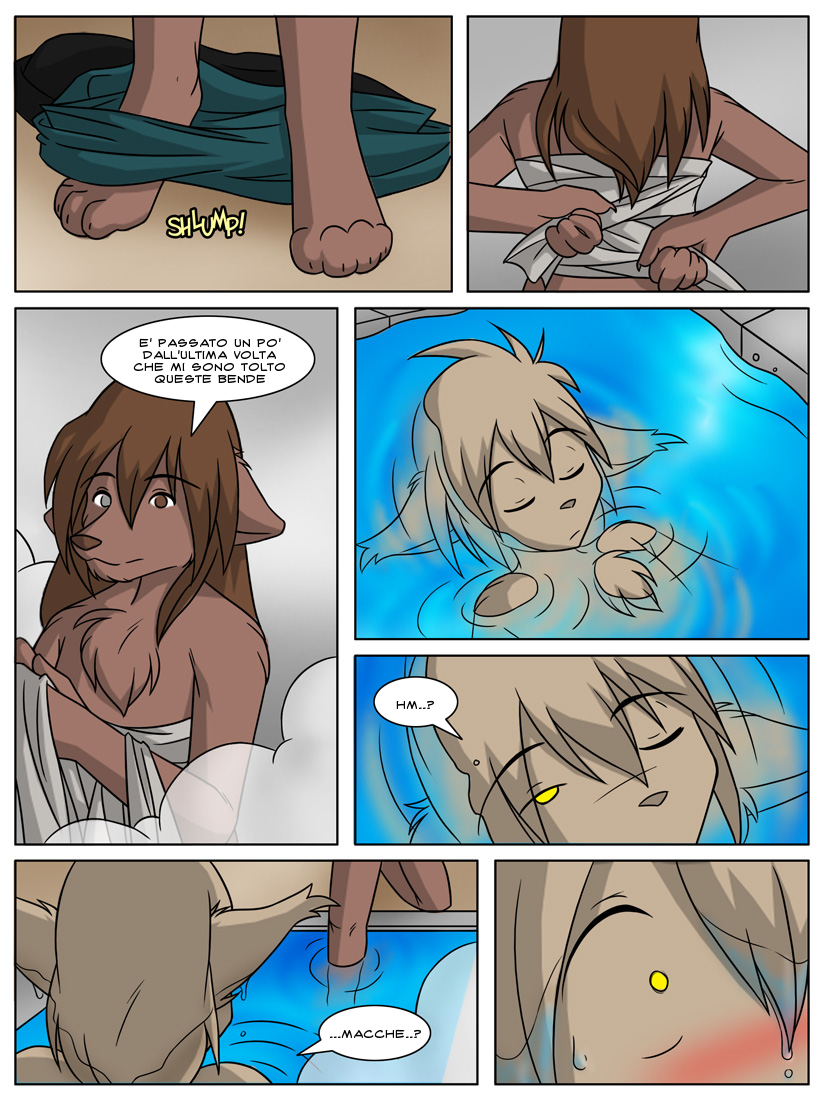 SHLUMP!
E' PASSATO UN PO'
DALL'ULTIMA VOLTA
CHE MI SONO TOLTO
QUESTE BENDE
HM..?
...MACCHE..?